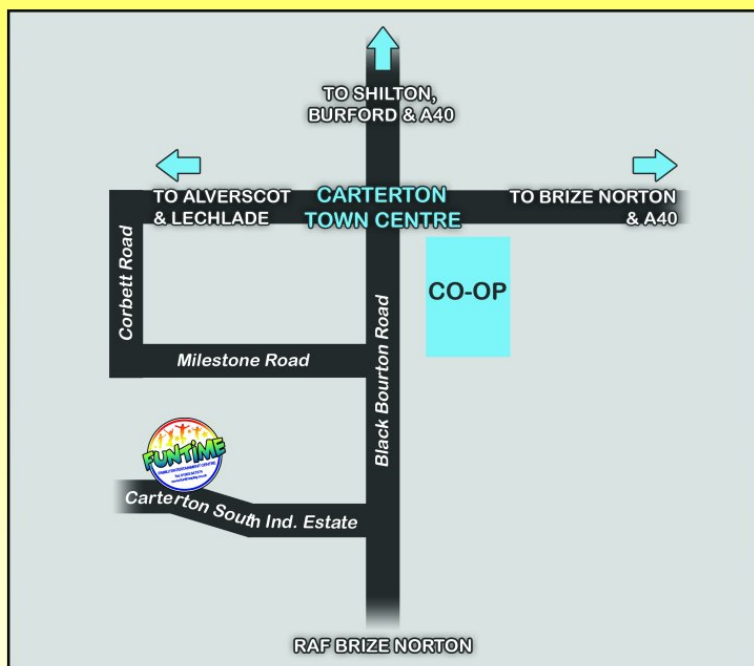 TO SHILTON,
BURFORD & A40
TO ALVERSCOT
& LECHLADE
CARTERTON
TOWN CENTRE
TO BRIZE NORTON
& A40
Corbett Road
CO-OP
Milestone Road
Black Bourton Road
FUNTIME
Carterton South Ind. Estate
RAF BRIZE NORTON